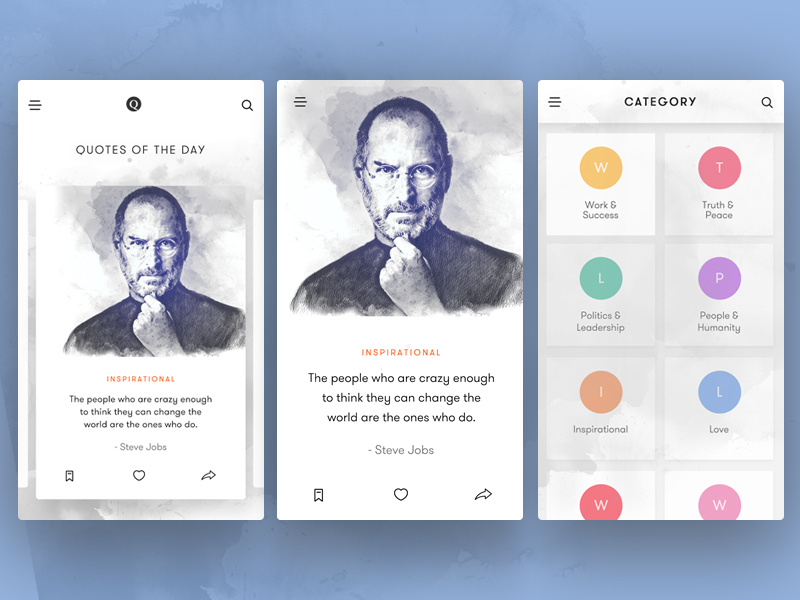 Q
QUOTES OF THE DAY
INSPIRATIONAL
The people who are crazy enough
to think they can change the
world are the ones who do.
- Steve Jobs
INSPIRATIONAL
The people who are crazy enough
to think they can change the
world are the ones who do.
- Steve Jobs
CATEGORY
W
Work &
Success
T
Truth &
Peace
L
Politics &
Leadership
P
People &
Humanity
I
Inspirational
L
Love
W
W